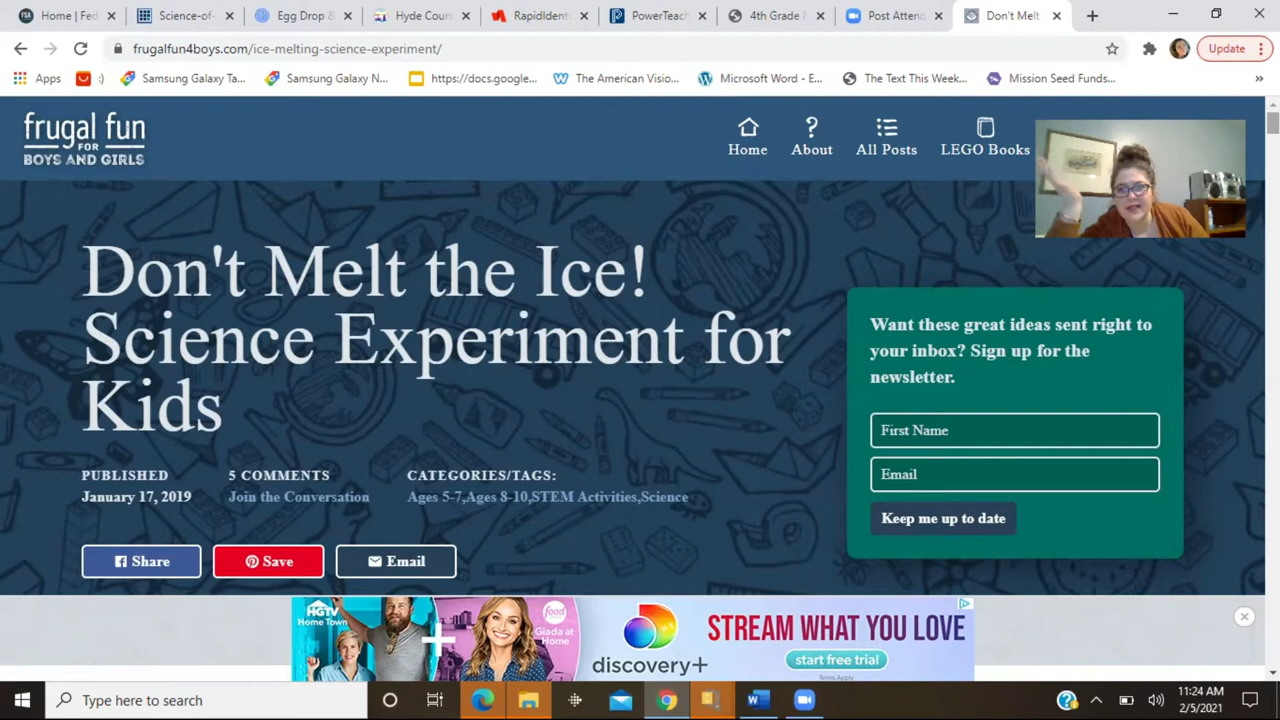 Home | Fed
Science-of-
Egg Drop &
Hyde Coun
RapidIdent
PowerTeach
4th Grade M
Post Atten
Don't Melt
frugalfun4boys.com/ice-melting-science-experiment/
Update
Apps
:)
Samsung Galaxy Ta...
Samsung Galaxy N...
https://docs.google...
The American Visio...
Microsoft Word - E...
The Text This Week...
Mission Seed Funds...
»
frugal fun
FOR
BOYS AND GIRLS
Home
About
All Posts
LEGO Books
Don't Melt the Ice!
Science Experiment for
Kids
PUBLISHED
January 17, 2019
5 COMMENTS
Join the Conversation
CATEGORIES/TAGS:
Ages 5-7,Ages 8-10,STEM Activities,Science
Share
Save
Email
Want these great ideas sent right to
your inbox? Sign up for the
newsletter.
First Name
Email
Keep me up to date
HGTV
Home Town
food
Giada at
Home
discovery+
STREAM WHAT YOU LOVE
start free trial
Terms Apply
Type here to search
11:24 AM
2/5/2021